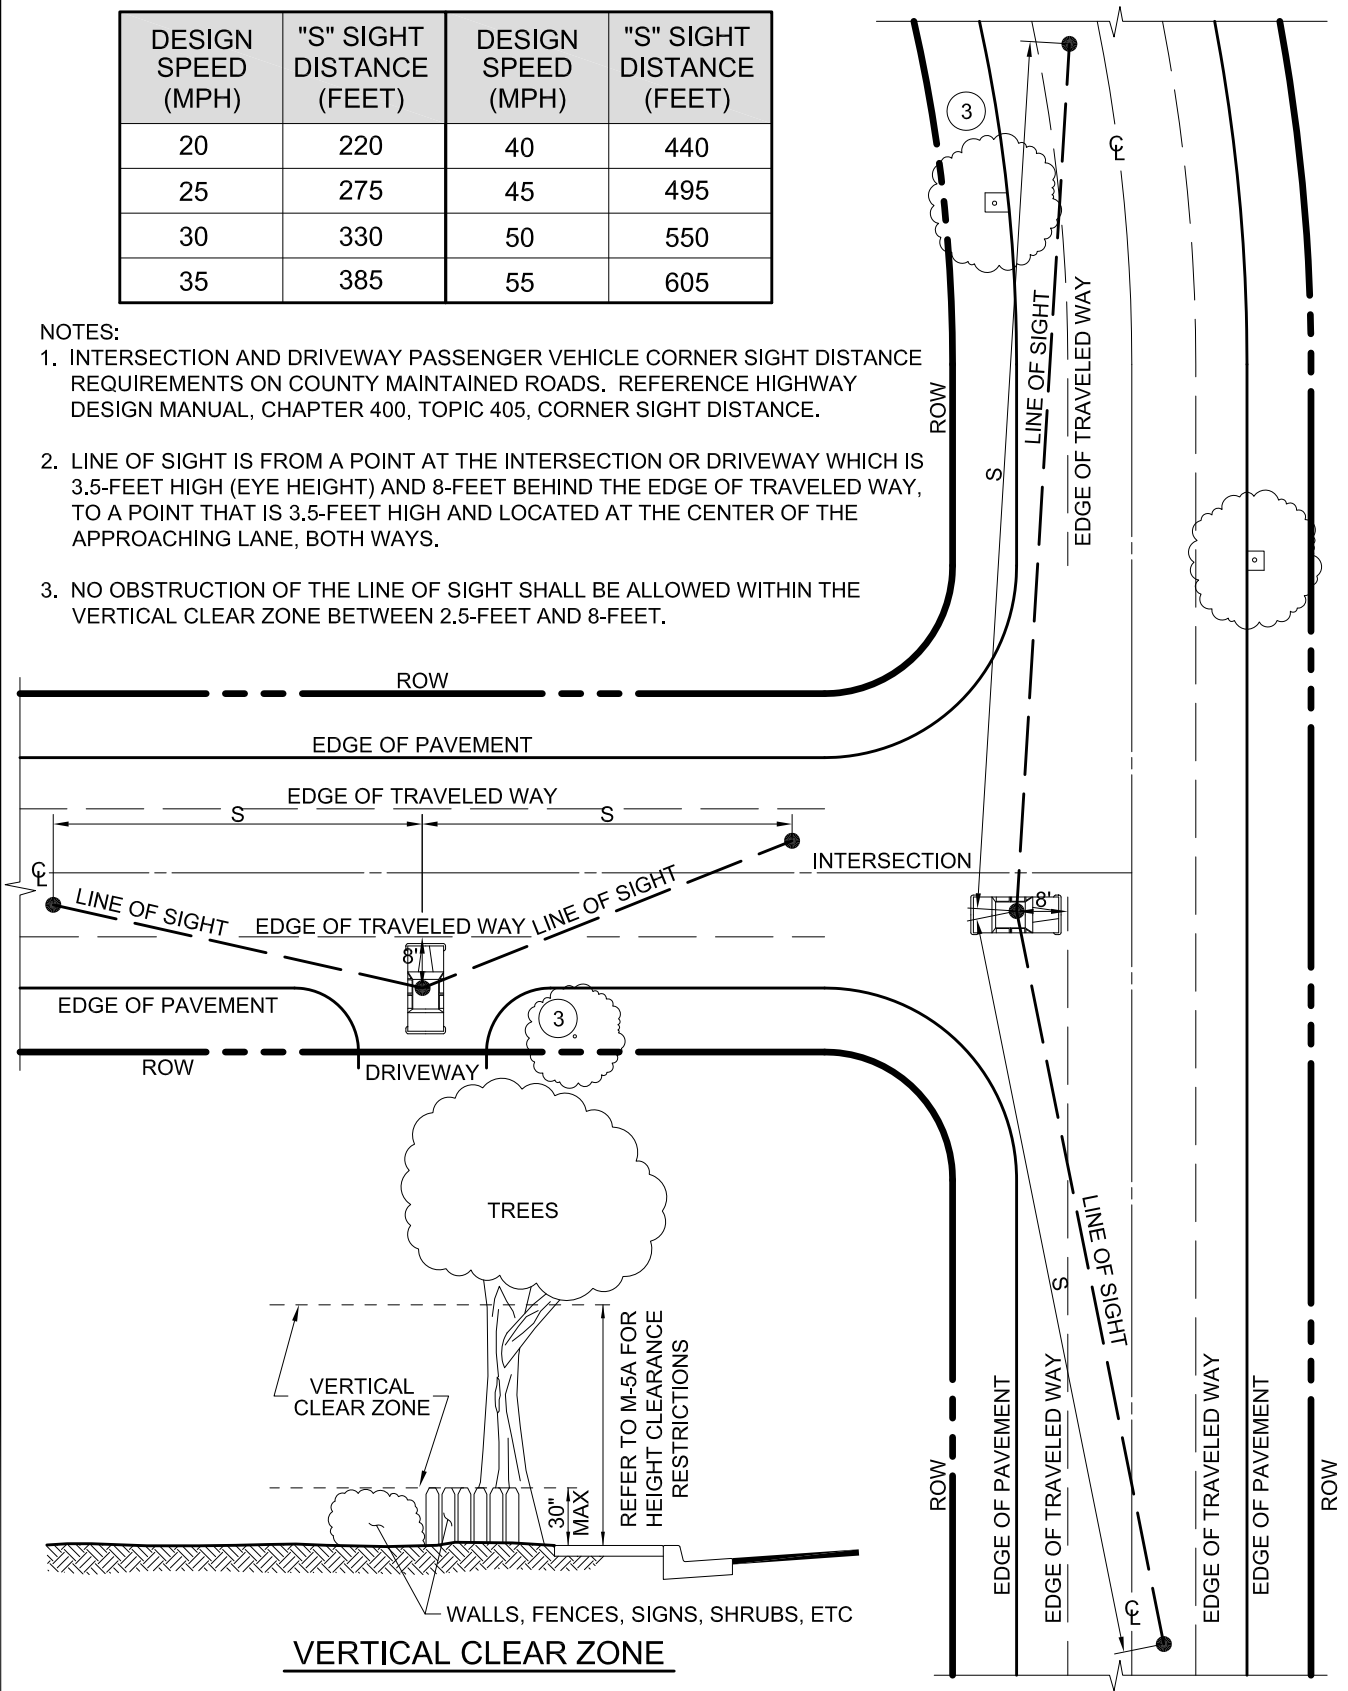 DESIGN SPEED (MPH) "S" SIGHT DISTANCE (FEET) DESIGN SPEED (MPH) "S" SIGHT DISTANCE (FEET)
20 220 40 440
25 275 45 495
30 330 50 550
35 385 55 605
NOTES:
1. INTERSECTION AND DRIVEWAY PASSENGER VEHICLE CORNER SIGHT DISTANCE
REQUIREMENTS ON COUNTY MAINTAINED ROADS. REFERENCE HIGHWAY
DESIGN MANUAL, CHAPTER 400, TOPIC 405, CORNER SIGHT DISTANCE.
2. LINE OF SIGHT IS FROM A POINT AT THE INTERSECTION OR DRIVEWAY WHICH IS
3.5-FEET HIGH (EYE HEIGHT) AND 8-FEET BEHIND THE EDGE OF TRAVELED WAY,
TO A POINT THAT IS 3.5-FEET HIGH AND LOCATED AT THE CENTER OF THE
APPROACHING LANE, BOTH WAYS.
3. NO OBSTRUCTION OF THE LINE OF SIGHT SHALL BE ALLOWED WITHIN THE
VERTICAL CLEAR ZONE BETWEEN 2.5-FEET AND 8-FEET.
3
℄
ROW
S
LINE OF SIGHT
EDGE OF TRAVELED WAY
ROW
EDGE OF PAVEMENT
EDGE OF TRAVELED WAY
S
S
℄
INTERSECTION
LINE OF SIGHT
EDGE OF TRAVELED WAY
LINE OF SIGHT
8'
8'
EDGE OF PAVEMENT
3
ROW
DRIVEWAY
TREES
VERTICAL
CLEAR ZONE
REFER TO M-5A FOR
HEIGHT CLEARANCE
RESTRICTIONS
30"
MAX
WALLS, FENCES, SIGNS, SHRUBS, ETC
VERTICAL CLEAR ZONE
S
LINE OF SIGHT
ROW
EDGE OF PAVEMENT
EDGE OF TRAVELED WAY
℄
EDGE OF TRAVELED WAY
EDGE OF PAVEMENT
ROW